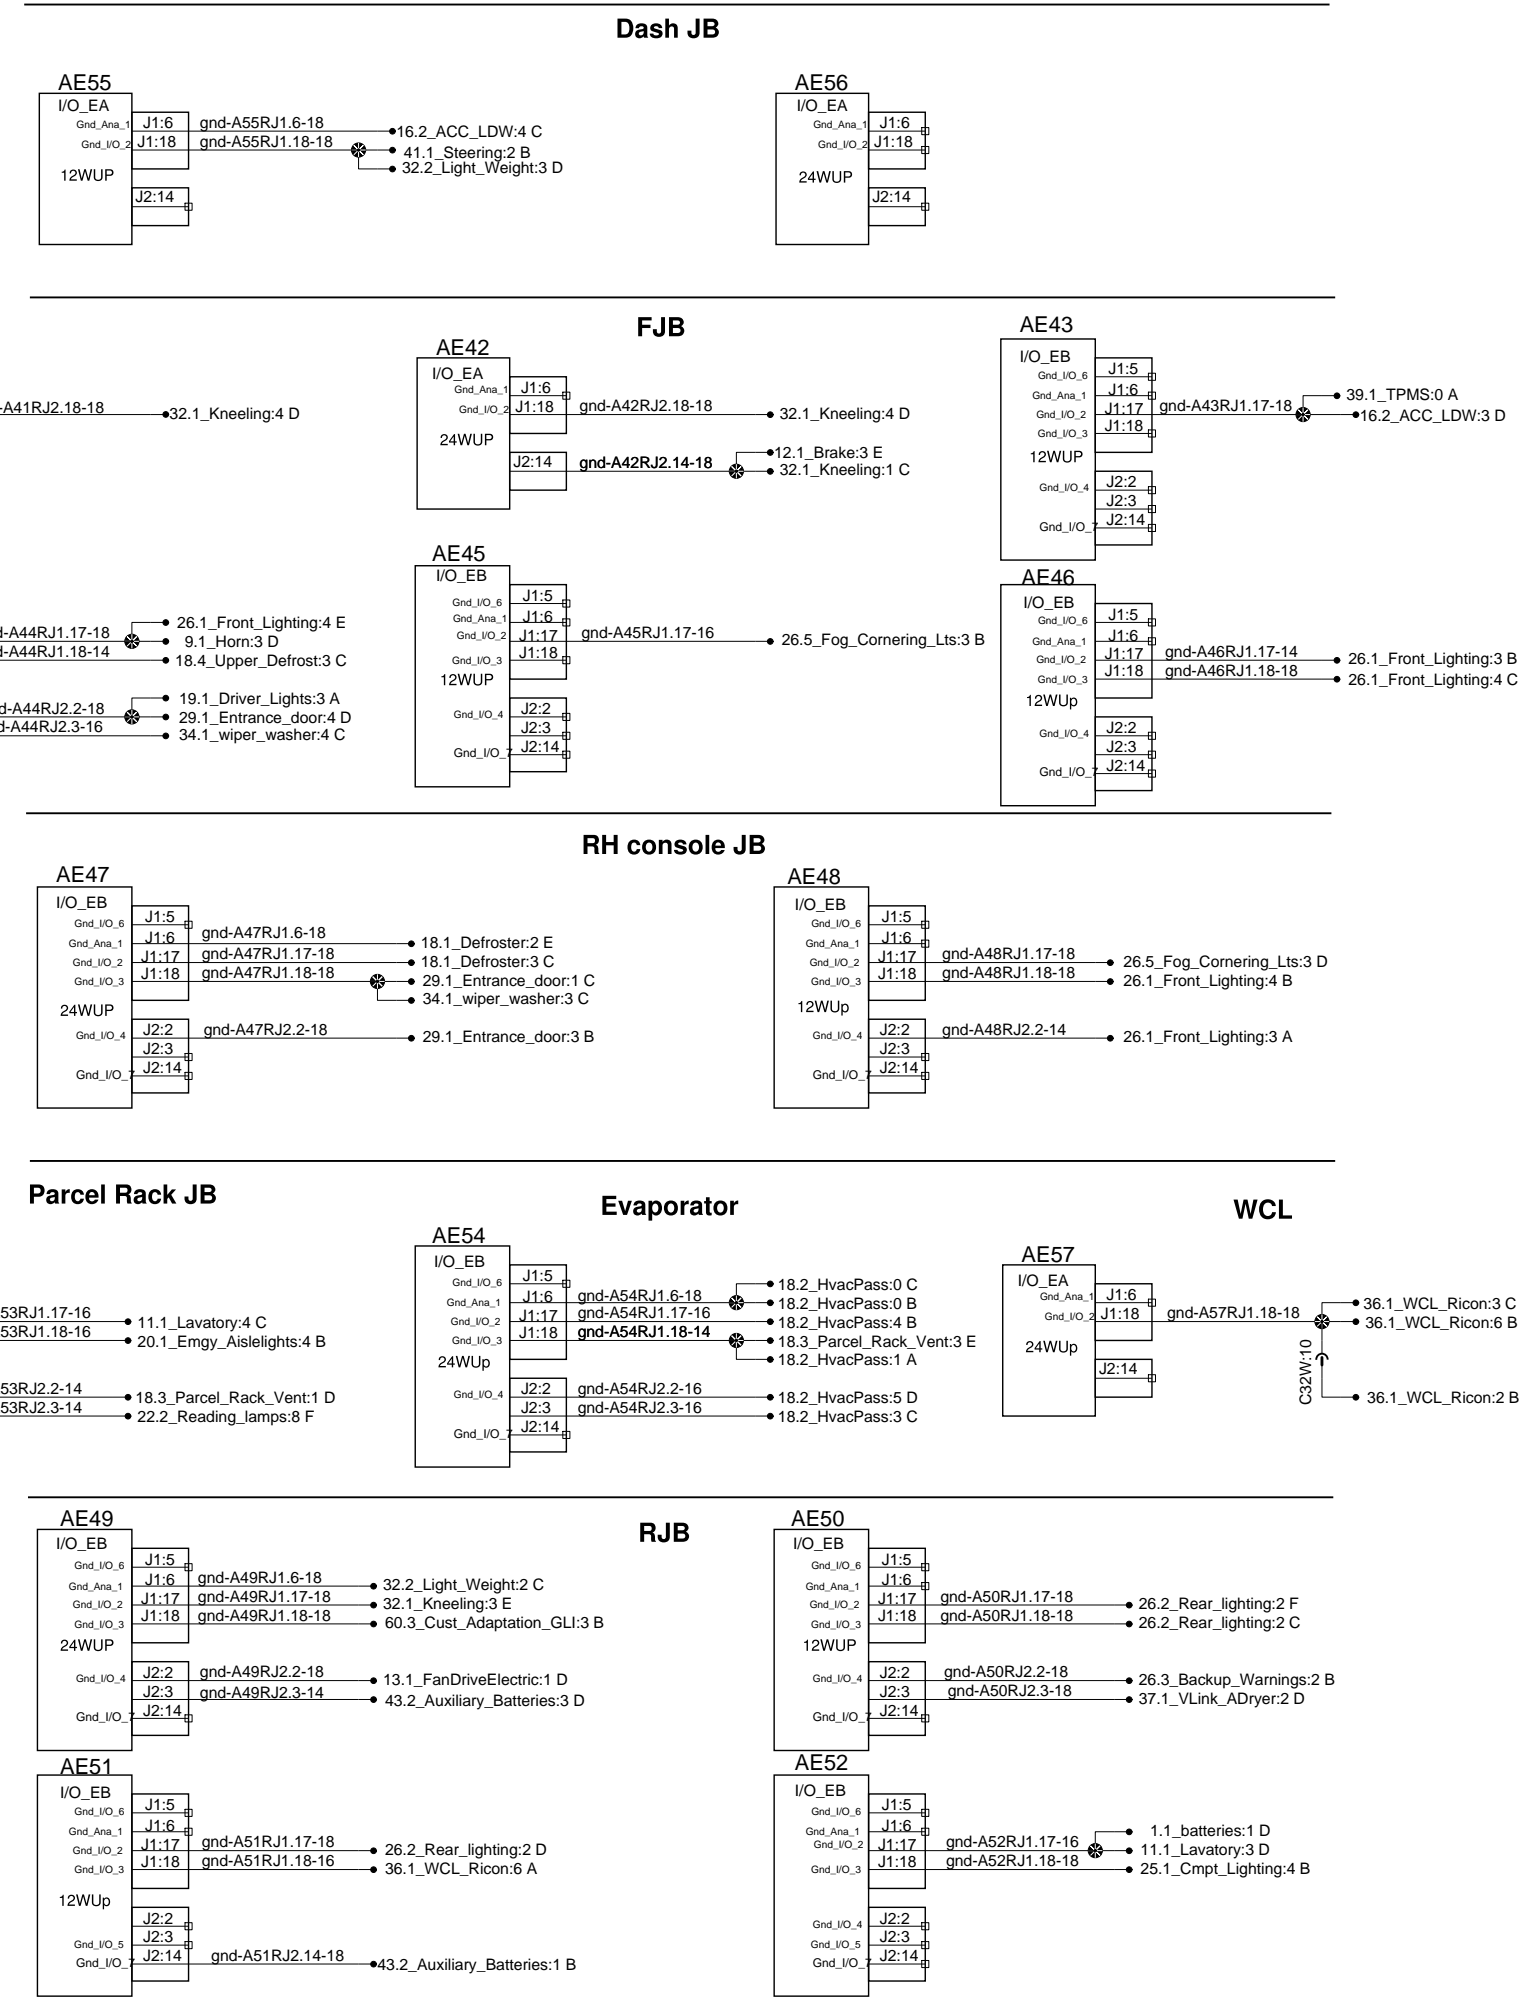 Dash JB
AE55
I/O_EA
Gnd_Ana_1 J1:6 gnd-A55RJ1.6-18 16.2_ACC_LDW:4 C
Gnd_I/O_2 J1:18 gnd-A55RJ1.18-18 41.1_Steering:2 B
32.2_Light_Weight:3 D
12WUP
J2:14
AE56
I/O_EA
Gnd_Ana_1 J1:6
Gnd_I/O_2 J1:18
24WUP
J2:14
FJB
-A41RJ2.18-18 32.1_Kneeling:4 D
AE42
I/O_EA
Gnd_Ana_1 J1:6
Gnd_I/O_2 J1:18 gnd-A42RJ2.18-18 32.1_Kneeling:4 D
24WUP
12.1_Brake:3 E
J2:14 gnd-A42RJ2.14-18 32.1_Kneeling:1 C
AE43
I/O_EB
Gnd_I/O_6 J1:5
Gnd_Ana_1 J1:6 39.1_TPMS:0 A
Gnd_I/O_2 J1:17 gnd-A43RJ1.17-18 16.2_ACC_LDW:3 D
Gnd_I/O_3 J1:18
12WUP
Gnd_I/O_4 J2:2
J2:3
Gnd_I/O_7 J2:14
26.1_Front_Lighting:4 E
d-A44RJ1.17-18 9.1_Horn:3 D
d-A44RJ1.18-14 18.4_Upper_Defrost:3 C
19.1_Driver_Lights:3 A
d-A44RJ2.2-18 29.1_Entrance_door:4 D
d-A44RJ2.3-16 34.1_wiper_washer:4 C
AE45
I/O_EB
Gnd_I/O_6 J1:5
Gnd_Ana_1 J1:6
Gnd_I/O_2 J1:17 gnd-A45RJ1.17-16 26.5_Fog_Cornering_Lts:3 B
Gnd_I/O_3 J1:18
12WUP
Gnd_I/O_4 J2:2
J2:3
Gnd_I/O_7 J2:14
AE46
I/O_EB
Gnd_I/O_6 J1:5
Gnd_Ana_1 J1:6
Gnd_I/O_2 J1:17 gnd-A46RJ1.17-14 26.1_Front_Lighting:3 B
Gnd_I/O_3 J1:18 gnd-A46RJ1.18-18 26.1_Front_Lighting:4 C
12WUp
Gnd_I/O_4 J2:2
J2:3
Gnd_I/O_7 J2:14
RH console JB
AE47
I/O_EB
Gnd_I/O_6 J1:5
Gnd_Ana_1 J1:6 gnd-A47RJ1.6-18 18.1_Defroster:2 E
Gnd_I/O_2 J1:17 gnd-A47RJ1.17-18 18.1_Defroster:3 C
Gnd_I/O_3 J1:18 gnd-A47RJ1.18-18 29.1_Entrance_door:1 C
34.1_wiper_washer:3 C
24WUP
Gnd_I/O_4 J2:2 gnd-A47RJ2.2-18 29.1_Entrance_door:3 B
J2:3
Gnd_I/O_7 J2:14
AE48
I/O_EB
Gnd_I/O_6 J1:5
Gnd_Ana_1 J1:6
Gnd_I/O_2 J1:17 gnd-A48RJ1.17-18 26.5_Fog_Cornering_Lts:3 D
Gnd_I/O_3 J1:18 gnd-A48RJ1.18-18 26.1_Front_Lighting:4 B
12WUp
Gnd_I/O_4 J2:2 gnd-A48RJ2.2-14 26.1_Front_Lighting:3 A
J2:3
Gnd_I/O_7 J2:14
Parcel Rack JB
53RJ1.17-16 11.1_Lavatory:4 C
53RJ1.18-16 20.1_Emgy_Aislelights:4 B
53RJ2.2-14 18.3_Parcel_Rack_Vent:1 D
53RJ2.3-14 22.2_Reading_lamps:8 F
Evaporator
AE54
I/O_EB
Gnd_I/O_6 J1:5 18.2_HvacPass:0 C
Gnd_Ana_1 J1:6 gnd-A54RJ1.6-18 18.2_HvacPass:0 B
Gnd_I/O_2 J1:17 gnd-A54RJ1.17-16 18.2_HvacPass:4 B
Gnd_I/O_3 J1:18 gnd-A54RJ1.18-14 18.3_Parcel_Rack_Vent:3 E
24WUp 18.2_HvacPass:1 A
Gnd_I/O_4 J2:2 gnd-A54RJ2.2-16 18.2_HvacPass:5 D
J2:3 gnd-A54RJ2.3-16 18.2_HvacPass:3 C
Gnd_I/O_7 J2:14
WCL
AE57
I/O_EA
Gnd_Ana_1 J1:6 36.1_WCL_Ricon:3 C
Gnd_I/O_2 J1:18 gnd-A57RJ1.18-18 36.1_WCL_Ricon:6 B
24WUp
J2:14
C32W:10
36.1_WCL_Ricon:2 B
RJB
AE49
I/O_EB
Gnd_I/O_6 J1:5
Gnd_Ana_1 J1:6 gnd-A49RJ1.6-18 32.2_Light_Weight:2 C
Gnd_I/O_2 J1:17 gnd-A49RJ1.17-18 32.1_Kneeling:3 E
Gnd_I/O_3 J1:18 gnd-A49RJ1.18-18 60.3_Cust_Adaptation_GLI:3 B
24WUP
Gnd_I/O_4 J2:2 gnd-A49RJ2.2-18 13.1_FanDriveElectric:1 D
J2:3 gnd-A49RJ2.3-14 43.2_Auxiliary_Batteries:3 D
Gnd_I/O_7 J2:14
AE50
I/O_EB
Gnd_I/O_6 J1:5
Gnd_Ana_1 J1:6
Gnd_I/O_2 J1:17 gnd-A50RJ1.17-18 26.2_Rear_lighting:2 F
Gnd_I/O_3 J1:18 gnd-A50RJ1.18-18 26.2_Rear_lighting:2 C
12WUP
Gnd_I/O_4 J2:2 gnd-A50RJ2.2-18 26.3_Backup_Warnings:2 B
J2:3 gnd-A50RJ2.3-18 37.1_VLink_ADryer:2 D
Gnd_I/O_7 J2:14
AE51
I/O_EB
Gnd_I/O_6 J1:5
Gnd_Ana_1 J1:6
Gnd_I/O_2 J1:17 gnd-A51RJ1.17-18 26.2_Rear_lighting:2 D
Gnd_I/O_3 J1:18 gnd-A51RJ1.18-16 36.1_WCL_Ricon:6 A
12WUp
J2:2
Gnd_I/O_5 J2:3
Gnd_I/O_7 J2:14 gnd-A51RJ2.14-18 43.2_Auxiliary_Batteries:1 B
AE52
I/O_EB
Gnd_I/O_6 J1:5
Gnd_Ana_1 J1:6 1.1_batteries:1 D
Gnd_I/O_2 J1:17 gnd-A52RJ1.17-16 11.1_Lavatory:3 D
Gnd_I/O_3 J1:18 gnd-A52RJ1.18-18 25.1_Cmpt_Lighting:4 B
Gnd_I/O_4 J2:2
Gnd_I/O_5 J2:3
Gnd_I/O_7 J2:14